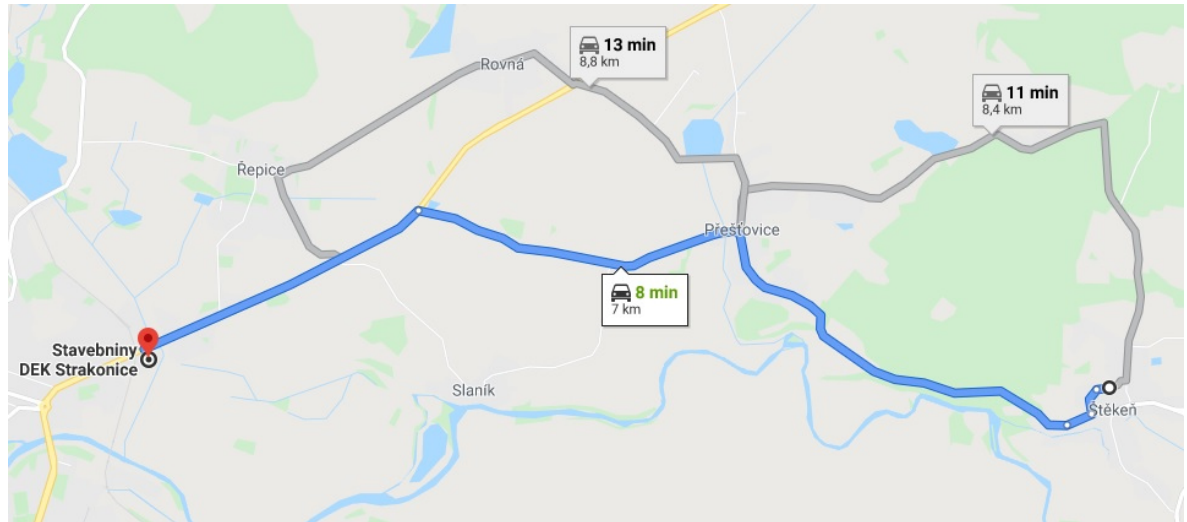 13 min
8,8 km
Rovná
11 min
8,4 km
Řepice
Přešťovice
8 min
7 km
Stavebniny
DEK Strakonice
Slaník
Štěkeň